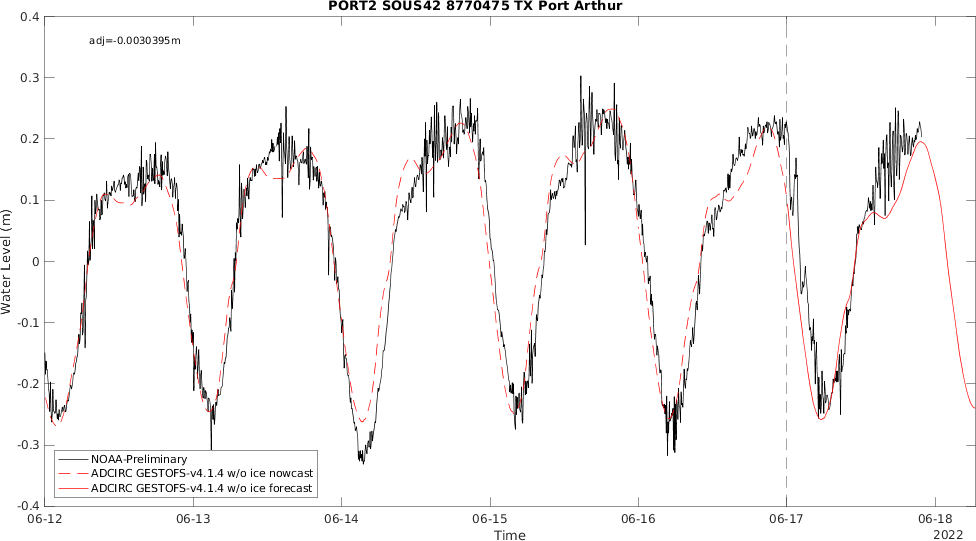 PORT2 SOUS42 8770475 TX Port Arthur
adj=-0.0030395m
0.4
0.3
0.2
0.1
0
-0.1
-0.2
-0.3
-0.4
Water Level (m)
NOAA-Preliminary
ADCIRC GESTOFS-v4.1.4 w/o ice nowcast
ADCIRC GESTOFS-v4.1.4 w/o ice forecast
06-12 06-13 06-14 06-15 06-16 06-17 06-18
Time
2022